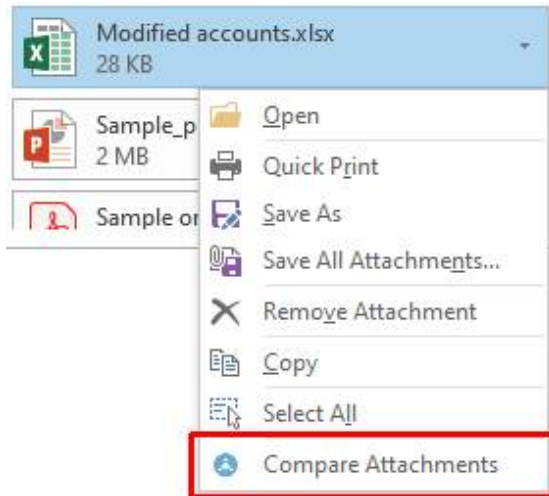 Modified accounts.xlsx
28 KB
Sample_p
2 MB
Sample or
Open
Quick Print
Save As
Save All Attachments...
Remove Attachment
Copy
Select All
Compare Attachments